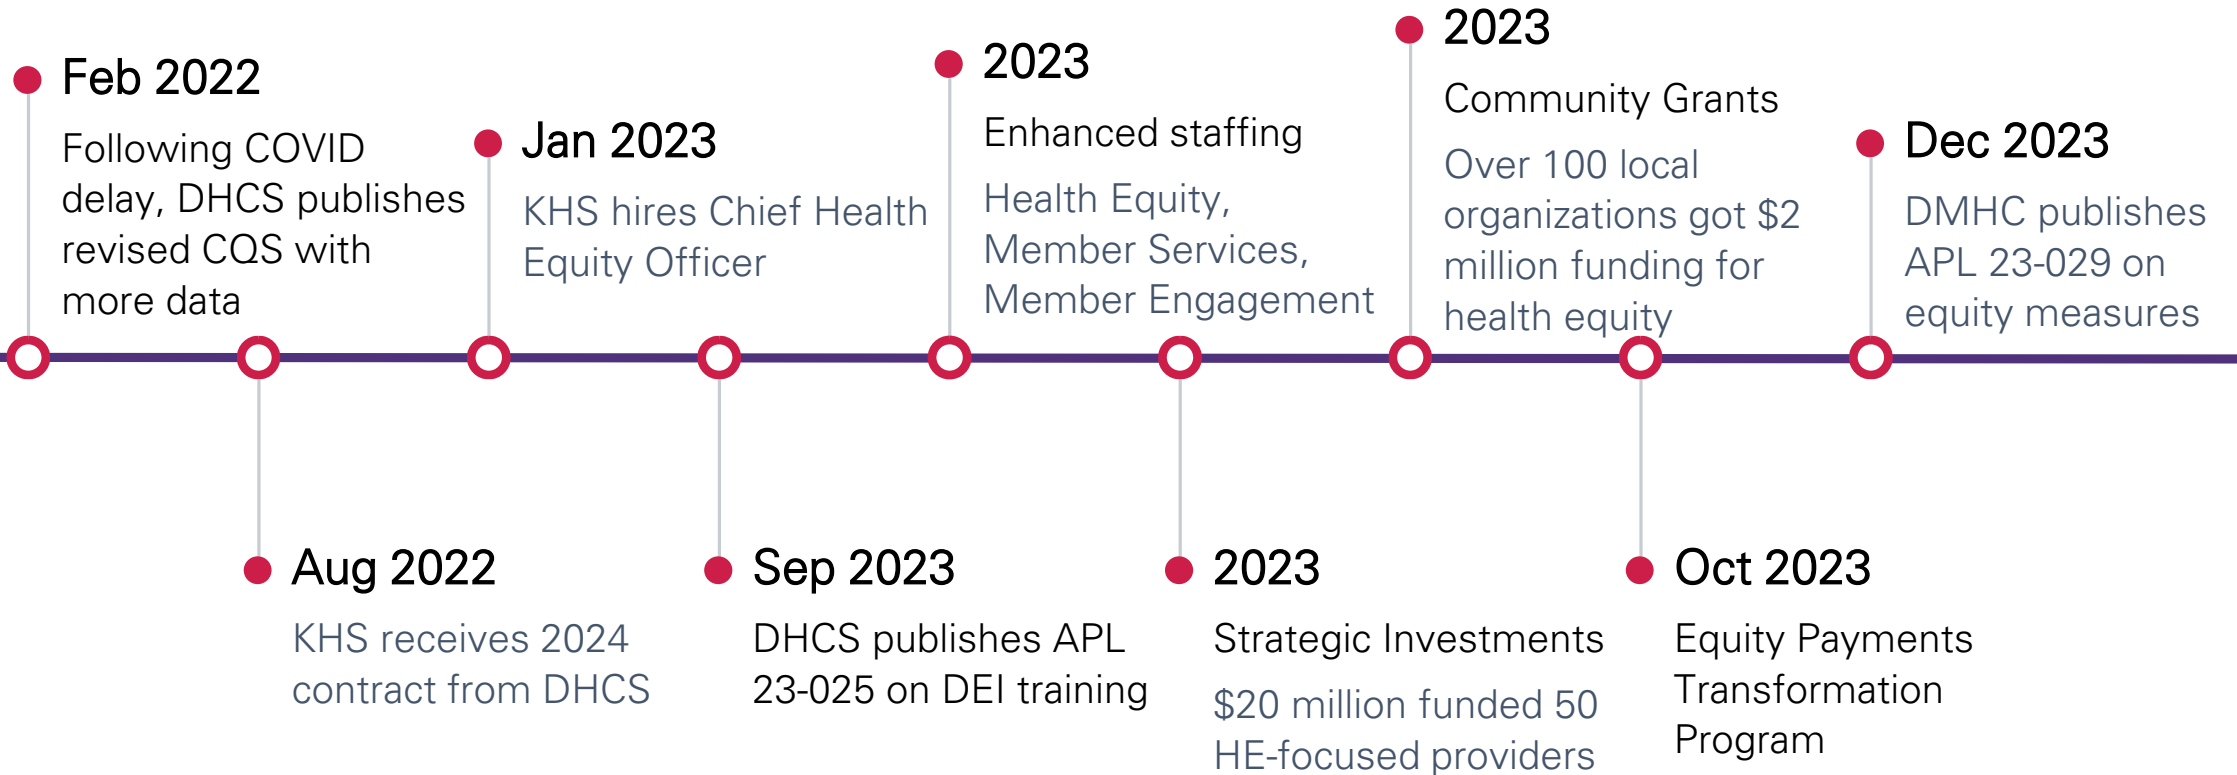 Feb 2022
Following COVID
delay, DHCS publishes
revised CQS with
more data
Aug 2022
KHS receives 2024
contract from DHCS
Jan 2023
KHS hires Chief Health
Equity Officer
Sep 2023
DHCS publishes APL
23-025 on DEI training
2023
Enhanced staffing
Health Equity,
Member Services,
Member Engagement
2023
Strategic Investments
$20 million funded 50
HE-focused providers
2023
Community Grants
Over 100 local
organizations got $2
million funding for
health equity
Oct 2023
Equity Payments
Transformation
Program
Dec 2023
DMHC publishes
APL 23-029 on
equity measures